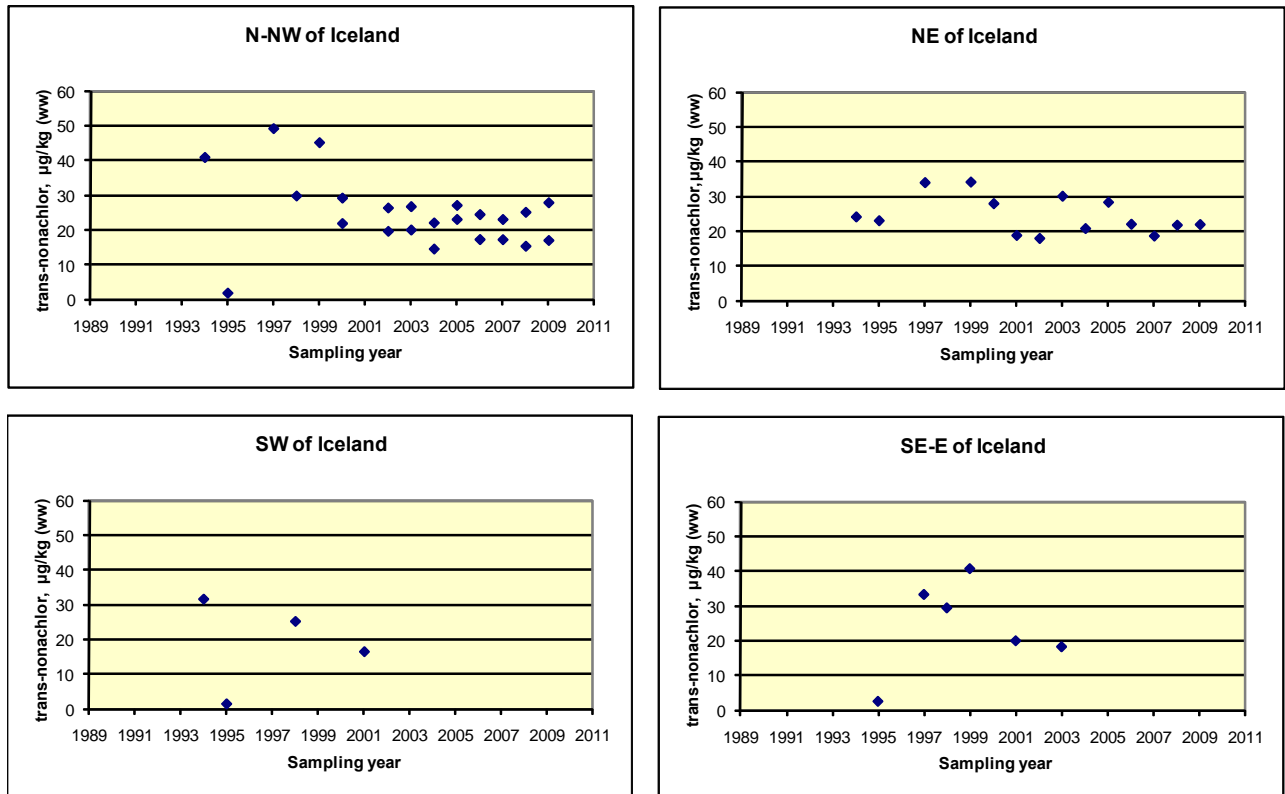 N-NW of Iceland
trans-nonachlor, µg/kg (ww)
60
50
40
30
20
10
0
1989 1991 1993 1995 1997 1999 2001 2003 2005 2007 2009 2011
Sampling year
NE of Iceland
trans-nonachlor,µg/kg (ww)
60
50
40
30
20
10
0
1989 1991 1993 1995 1997 1999 2001 2003 2005 2007 2009 2011
Sampling year
SW of Iceland
trans-nonachlor, µg/kg (ww)
60
50
40
30
20
10
0
1989 1991 1993 1995 1997 1999 2001 2003 2005 2007 2009 2011
Sampling year
SE-E of Iceland
trans-nonachlor, µg/kg (ww)
60
50
40
30
20
10
0
1989 1991 1993 1995 1997 1999 2001 2003 2005 2007 2009 2011
Sampling year